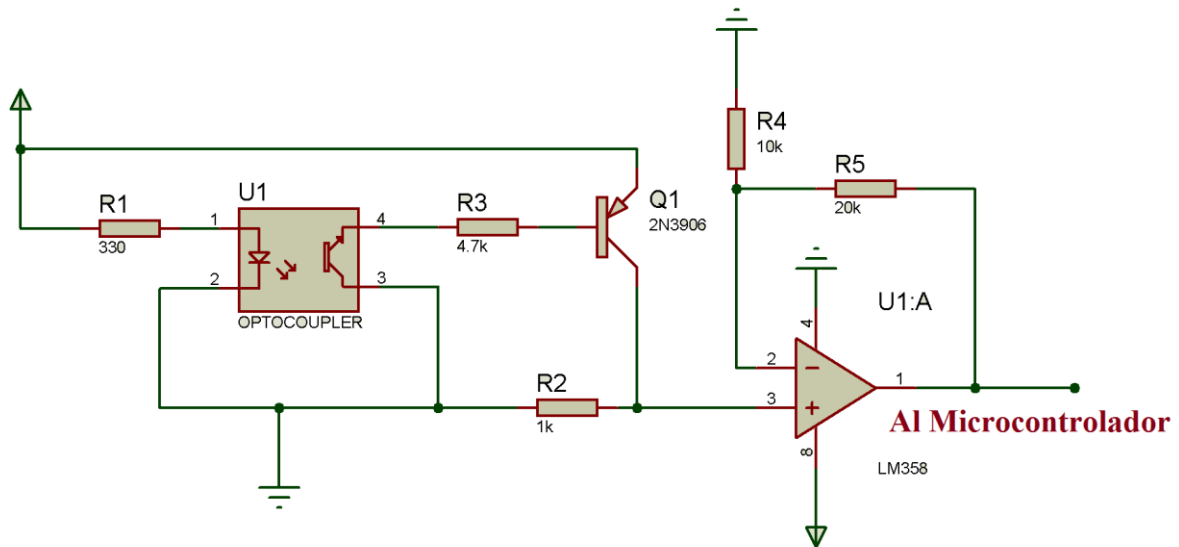 R4
10k
R5
20k
U1
R1
330
1
2
4
3
OPTOCOUPLER
R3
4.7k
Q1
2N3906
R2
1k
U1:A
4
2
3
1
8
Al Microcontrolador
LM358